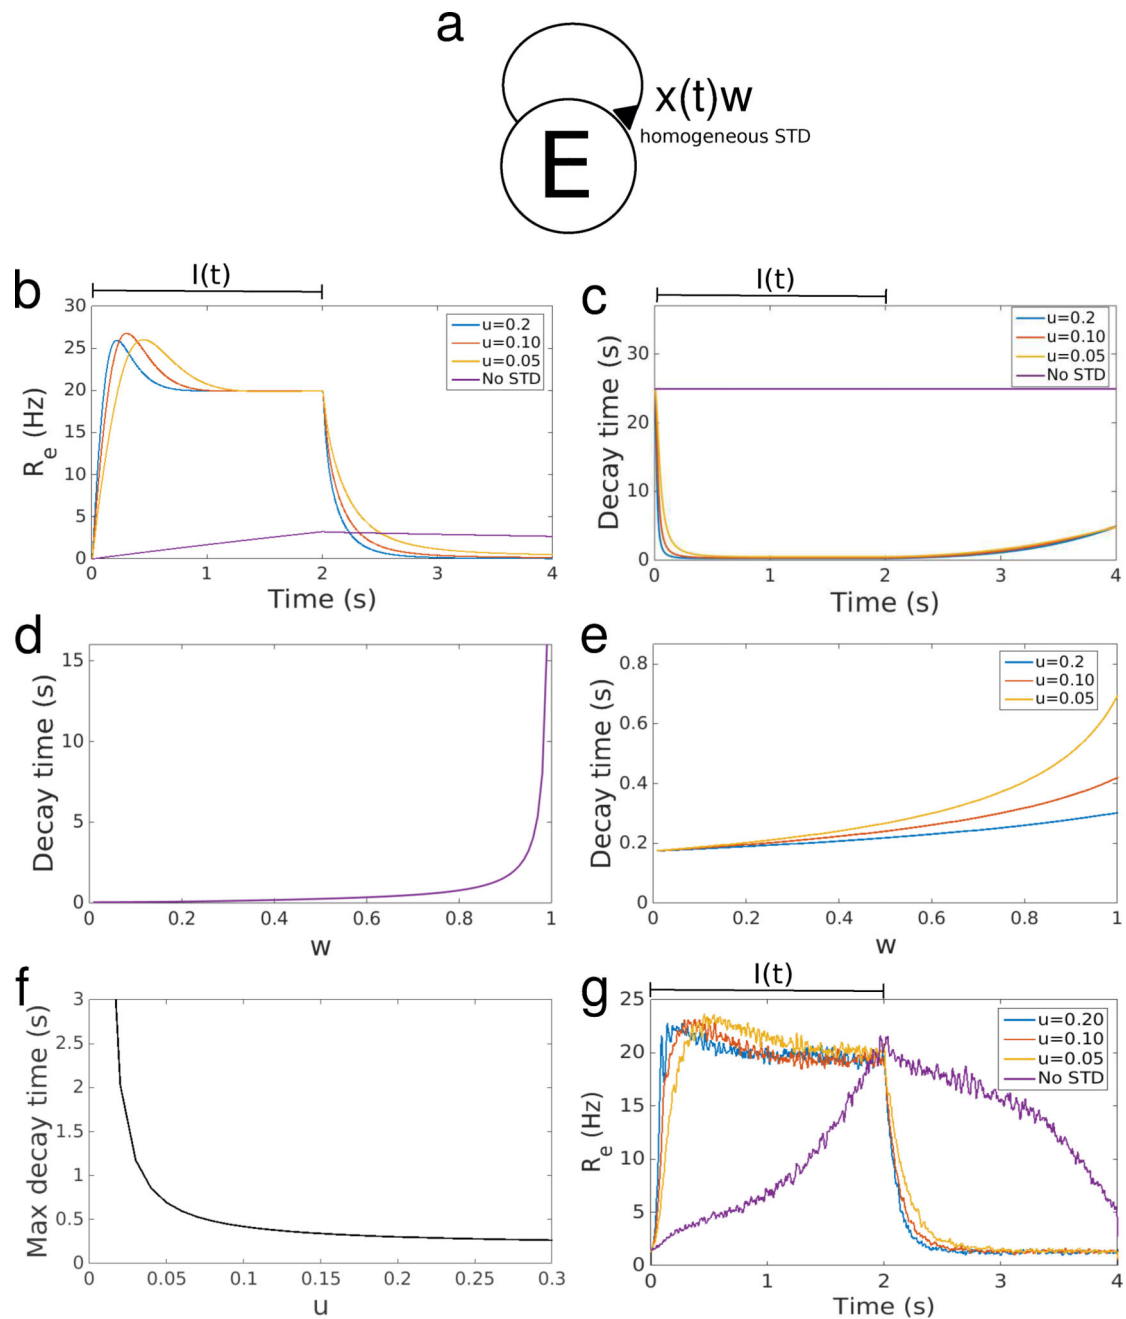 a
x(t)w
homogeneous STD
E
b
I(t)
30
25
20
15
10
5
0
R_e (Hz)
0 1 2 3 4
Time (s)
u=0.2
u=0.10
u=0.05
No STD
c
I(t)
30
20
10
0
Decay time (s)
0 1 2 3 4
Time (s)
u=0.2
u=0.10
u=0.05
No STD
d
15
10
5
0
Decay time (s)
0 0.2 0.4 0.6 0.8 1
w
e
0.8
0.6
0.4
0.2
0
Decay time (s)
0 0.2 0.4 0.6 0.8 1
w
u=0.2
u=0.10
u=0.05
f
3
2.5
2
1.5
1
0.5
0
Max decay time (s)
0 0.05 0.1 0.15 0.2 0.25 0.3
u
g
I(t)
25
20
15
10
5
0
R_e (Hz)
0 1 2 3 4
Time (s)
u=0.20
u=0.10
u=0.05
No STD